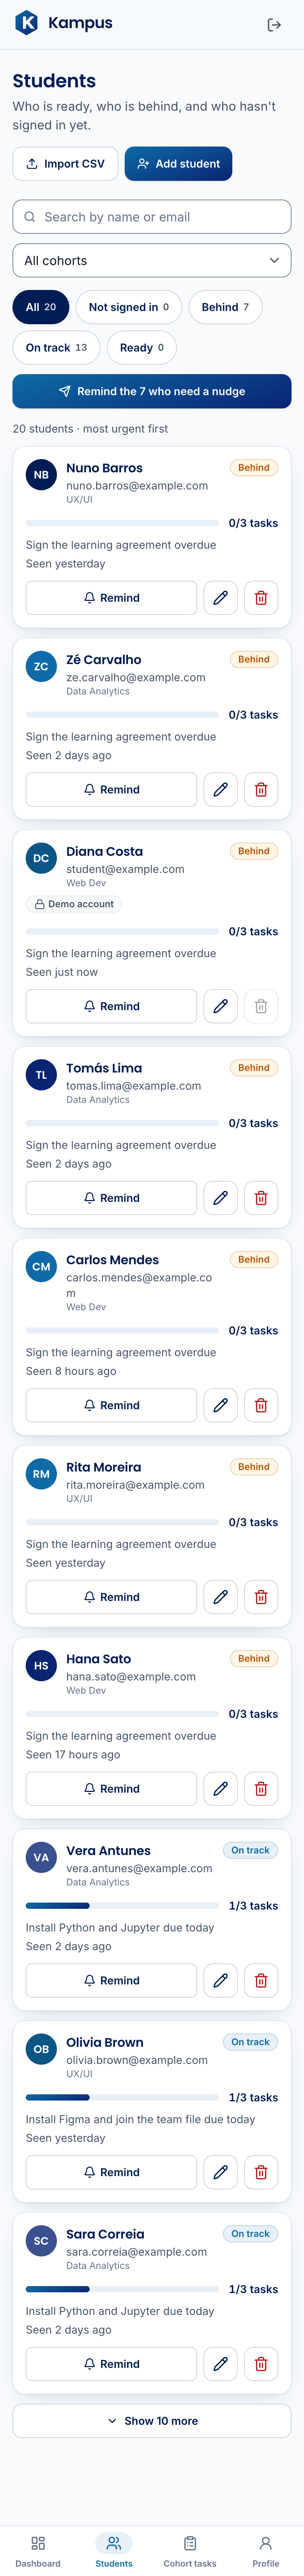 K Kampus
Students
Who is ready, who is behind, and who hasn't
signed in yet.
Import CSV
Add student
Search by name or email
All cohorts
All 20
Not signed in 0
Behind 7
On track 13
Ready 0
Remind the 7 who need a nudge
20 students · most urgent first
NB
Nuno Barros
Behind
nuno.barros@example.com
UX/UI
0/3 tasks
Sign the learning agreement overdue
Seen yesterday
Remind
ZC
Zé Carvalho
Behind
ze.carvalho@example.com
Data Analytics
0/3 tasks
Sign the learning agreement overdue
Seen 2 days ago
Remind
DC
Diana Costa
Behind
student@example.com
Web Dev
Demo account
0/3 tasks
Sign the learning agreement overdue
Seen just now
Remind
TL
Tomás Lima
Behind
tomas.lima@example.com
Data Analytics
0/3 tasks
Sign the learning agreement overdue
Seen 2 days ago
Remind
CM
Carlos Mendes
Behind
carlos.mendes@example.co
m
Web Dev
0/3 tasks
Sign the learning agreement overdue
Seen 8 hours ago
Remind
RM
Rita Moreira
Behind
rita.moreira@example.com
UX/UI
0/3 tasks
Sign the learning agreement overdue
Seen yesterday
Remind
HS
Hana Sato
Behind
hana.sato@example.com
Web Dev
0/3 tasks
Sign the learning agreement overdue
Seen 17 hours ago
Remind
VA
Vera Antunes
On track
vera.antunes@example.com
Data Analytics
1/3 tasks
Install Python and Jupyter due today
Seen 2 days ago
Remind
OB
Olivia Brown
On track
olivia.brown@example.com
UX/UI
1/3 tasks
Install Figma and join the team file due today
Seen yesterday
Remind
SC
Sara Correia
On track
sara.correia@example.com
Data Analytics
1/3 tasks
Install Python and Jupyter due today
Seen 2 days ago
Remind
Show 10 more
Dashboard
Students
Cohort tasks
Profile